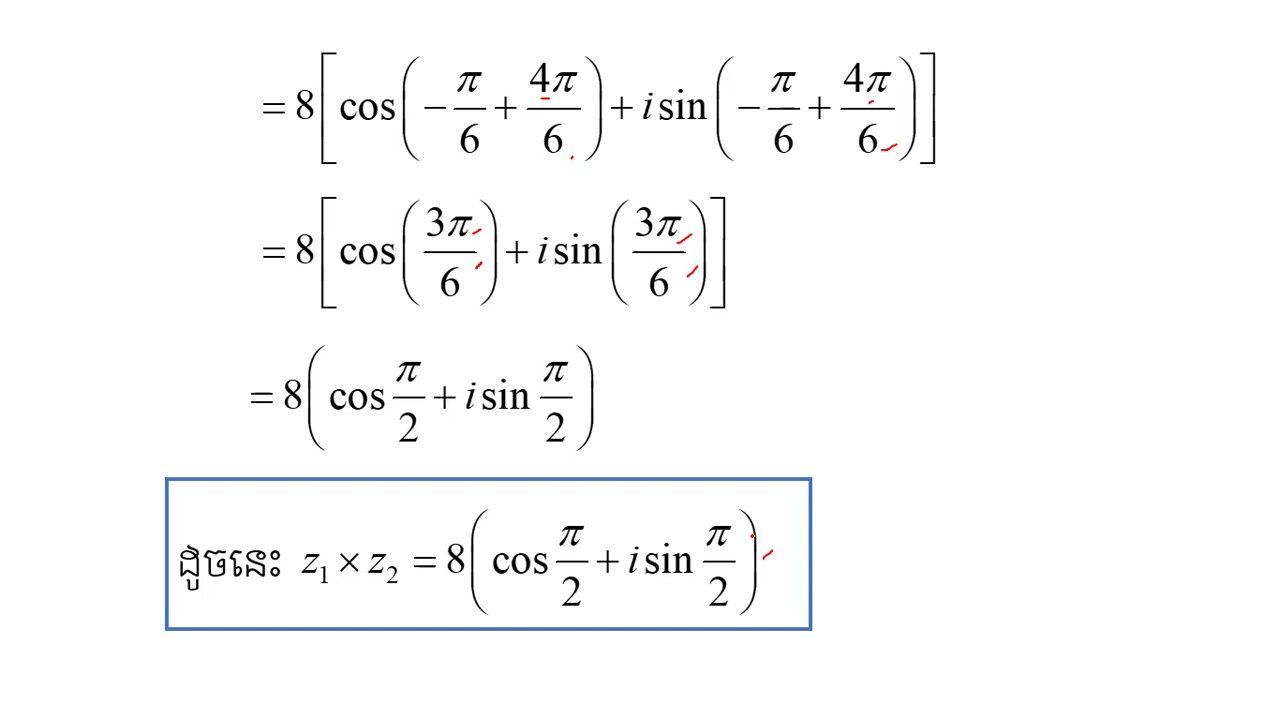 = 8[cos(−π/6 + 4π/6) + i sin(−π/6 + 4π/6)]
= 8[cos(3π/6) + i sin(3π/6)]
= 8(cos π/2 + i sin π/2)
ដូចនេះ z₁ × z₂ = 8(cos π/2 + i sin π/2)